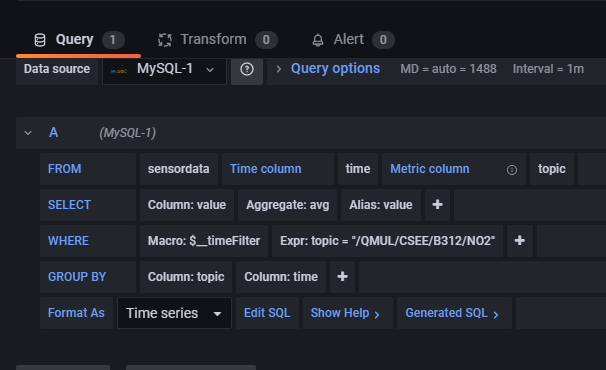 Query 1 Transform 0 Alert 0
Data source MySQL-1 Query options MD = auto = 1488 Interval = 1m
A (MySQL-1)
FROM sensordata Time column time Metric column topic
SELECT Column: value Aggregate: avg Alias: value +
WHERE Macro: $__timeFilter Expr: topic = "/QMUL/CSEE/B312/NO2" +
GROUP BY Column: topic Column: time +
Format As Time series Edit SQL Show Help > Generated SQL >